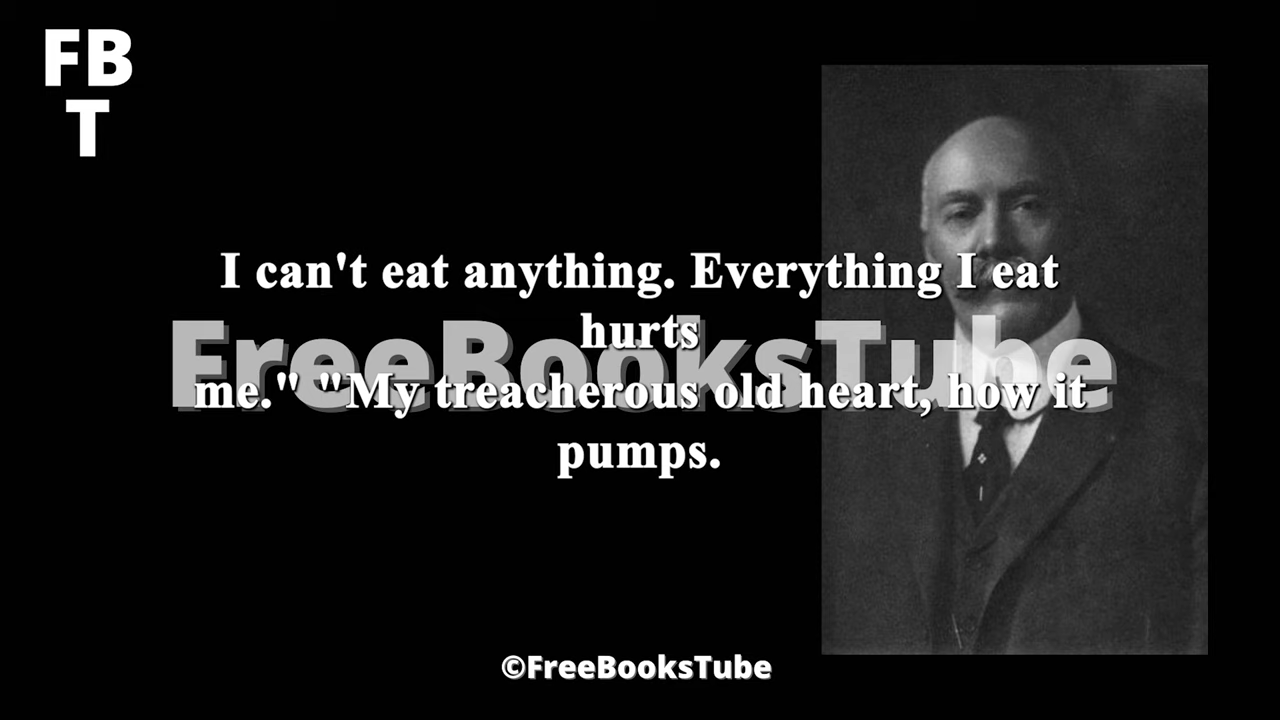 FB
T
I can't eat anything. Everything I eat
hurts
FreeBooksTube
me." "My treacherous old heart, how it
pumps.
©FreeBooksTube